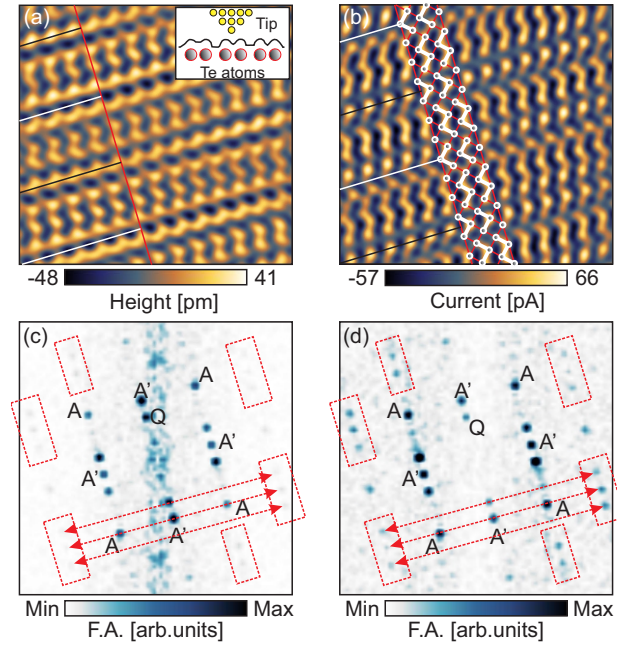 (a)
Tip
Te atoms
(b)
-48
41
Height [pm]
-57
66
Current [pA]
(c)
A
A'
A
Q
A'
A
A
A'
Min
Max
F.A. [arb.units]
(d)
A
A'
A
Q
A'
A'
A
A
A'
Min
Max
F.A. [arb.units]